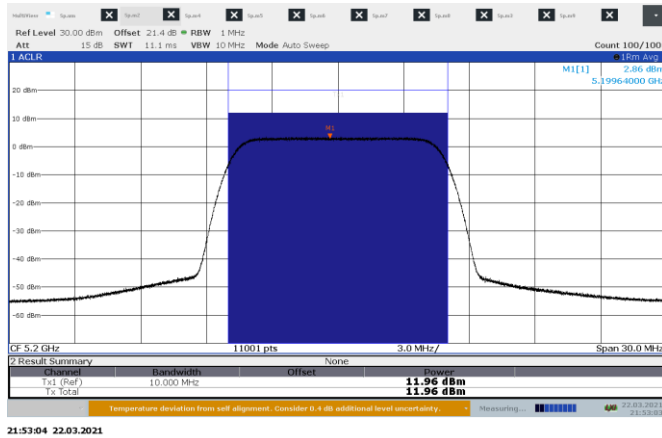 MultiView Spectrum
Ref Level 30.00 dBm Offset 21.4 dB RBW 1 MHz
Att 15 dB SWT 11.1 ms VBW 10 MHz Mode Auto Sweep Count 100/100
1 ACLR 1Rm Avg
M1[1] 2.86 dBm
5.19964000 GHz
20 dBm
10 dBm
M1
0 dBm
-10 dBm
-20 dBm
-30 dBm
-40 dBm
-50 dBm
-60 dBm
CF 5.2 GHz 11001 pts 3.0 MHz/ Span 30.0 MHz
2 Result Summary None
Channel Bandwidth Offset Power
Tx1 (Ref) 10.000 MHz 11.96 dBm
Tx Total 11.96 dBm
Temperature deviation from self alignment. Consider 0.4 dB additional level uncertainty. Measuring... 22.03.2021
21:53:03
21:53:04 22.03.2021